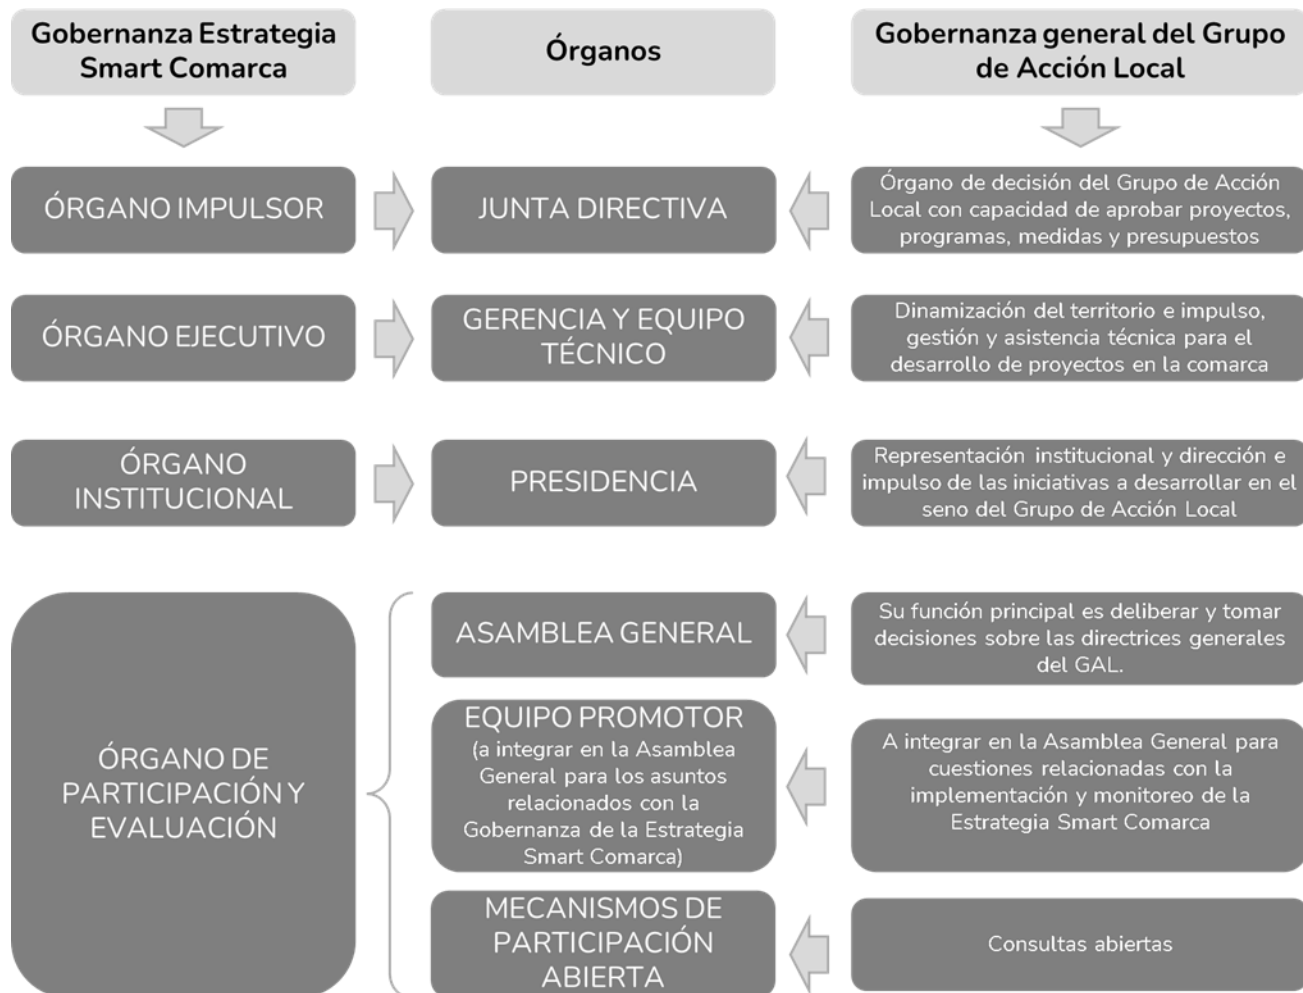 Gobernanza Estrategia
Smart Comarca
Órganos
Gobernanza general del Grupo
de Acción Local
ÓRGANO IMPULSOR
JUNTA DIRECTIVA
Órgano de decisión del Grupo de Acción
Local con capacidad de aprobar proyectos,
programas, medidas y presupuestos
ÓRGANO EJECUTIVO
GERENCIA Y EQUIPO
TÉCNICO
Dinamización del territorio e impulso,
gestión y asistencia técnica para el
desarrollo de proyectos en la comarca
ÓRGANO
INSTITUCIONAL
PRESIDENCIA
Representación institucional y dirección e
impulso de las iniciativas a desarrollar en el
seno del Grupo de Acción Local
ÓRGANO DE
PARTICIPACIÓN Y
EVALUACIÓN
ASAMBLEA GENERAL
Su función principal es deliberar y tomar
decisiones sobre las directrices generales
del GAL.
EQUIPO PROMOTOR
(a integrar en la Asamblea
General para los asuntos
relacionados con la
Gobernanza de la Estrategia
Smart Comarca)
A integrar en la Asamblea General para
cuestiones relacionadas con la
implementación y monitoreo de la
Estrategia Smart Comarca
MECANISMOS DE
PARTICIPACIÓN
ABIERTA
Consultas abiertas